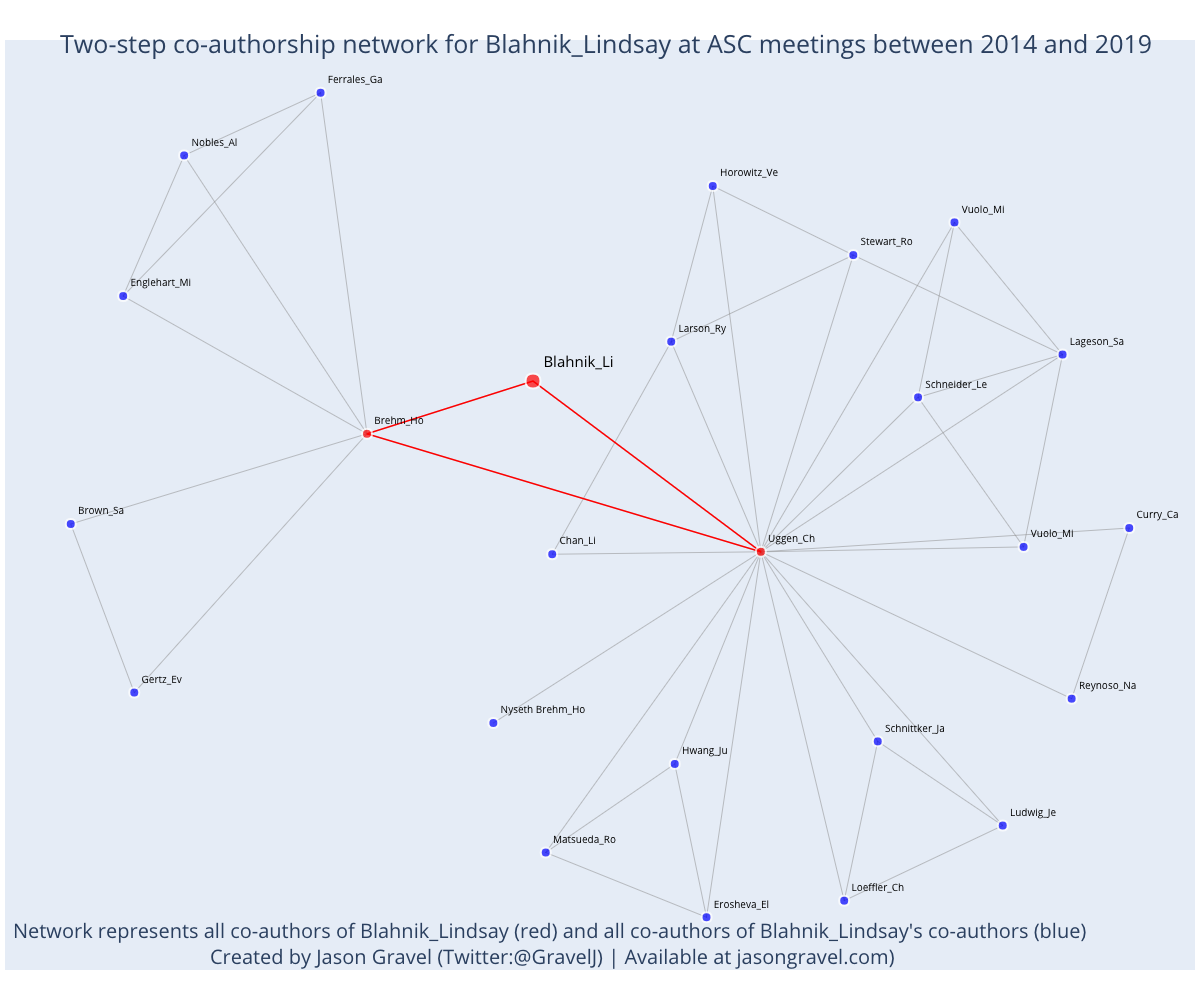 Two-step co-authorship network for Blahnik_Lindsay at ASC meetings between 2014 and 2019
Ferrales_Ga
Nobles_Al
Horowitz_Ve
Vuolo_Mi
Stewart_Ro
Englehart_Mi
Larson_Ry
Lageson_Sa
Blahnik_Li
Schneider_Le
Brehm_Ho
Brown_Sa
Curry_Ca
Chan_Li
Uggen_Ch
Vuolo_Mi
Gertz_Ev
Reynoso_Na
Nyseth Brehm_Ho
Schnittker_Ja
Hwang_Ju
Ludwig_Je
Matsueda_Ro
Loeffler_Ch
Erosheva_El
Network represents all co-authors of Blahnik_Lindsay (red) and all co-authors of Blahnik_Lindsay's co-authors (blue)
Created by Jason Gravel (Twitter:@GravelJ) | Available at jasongravel.com)